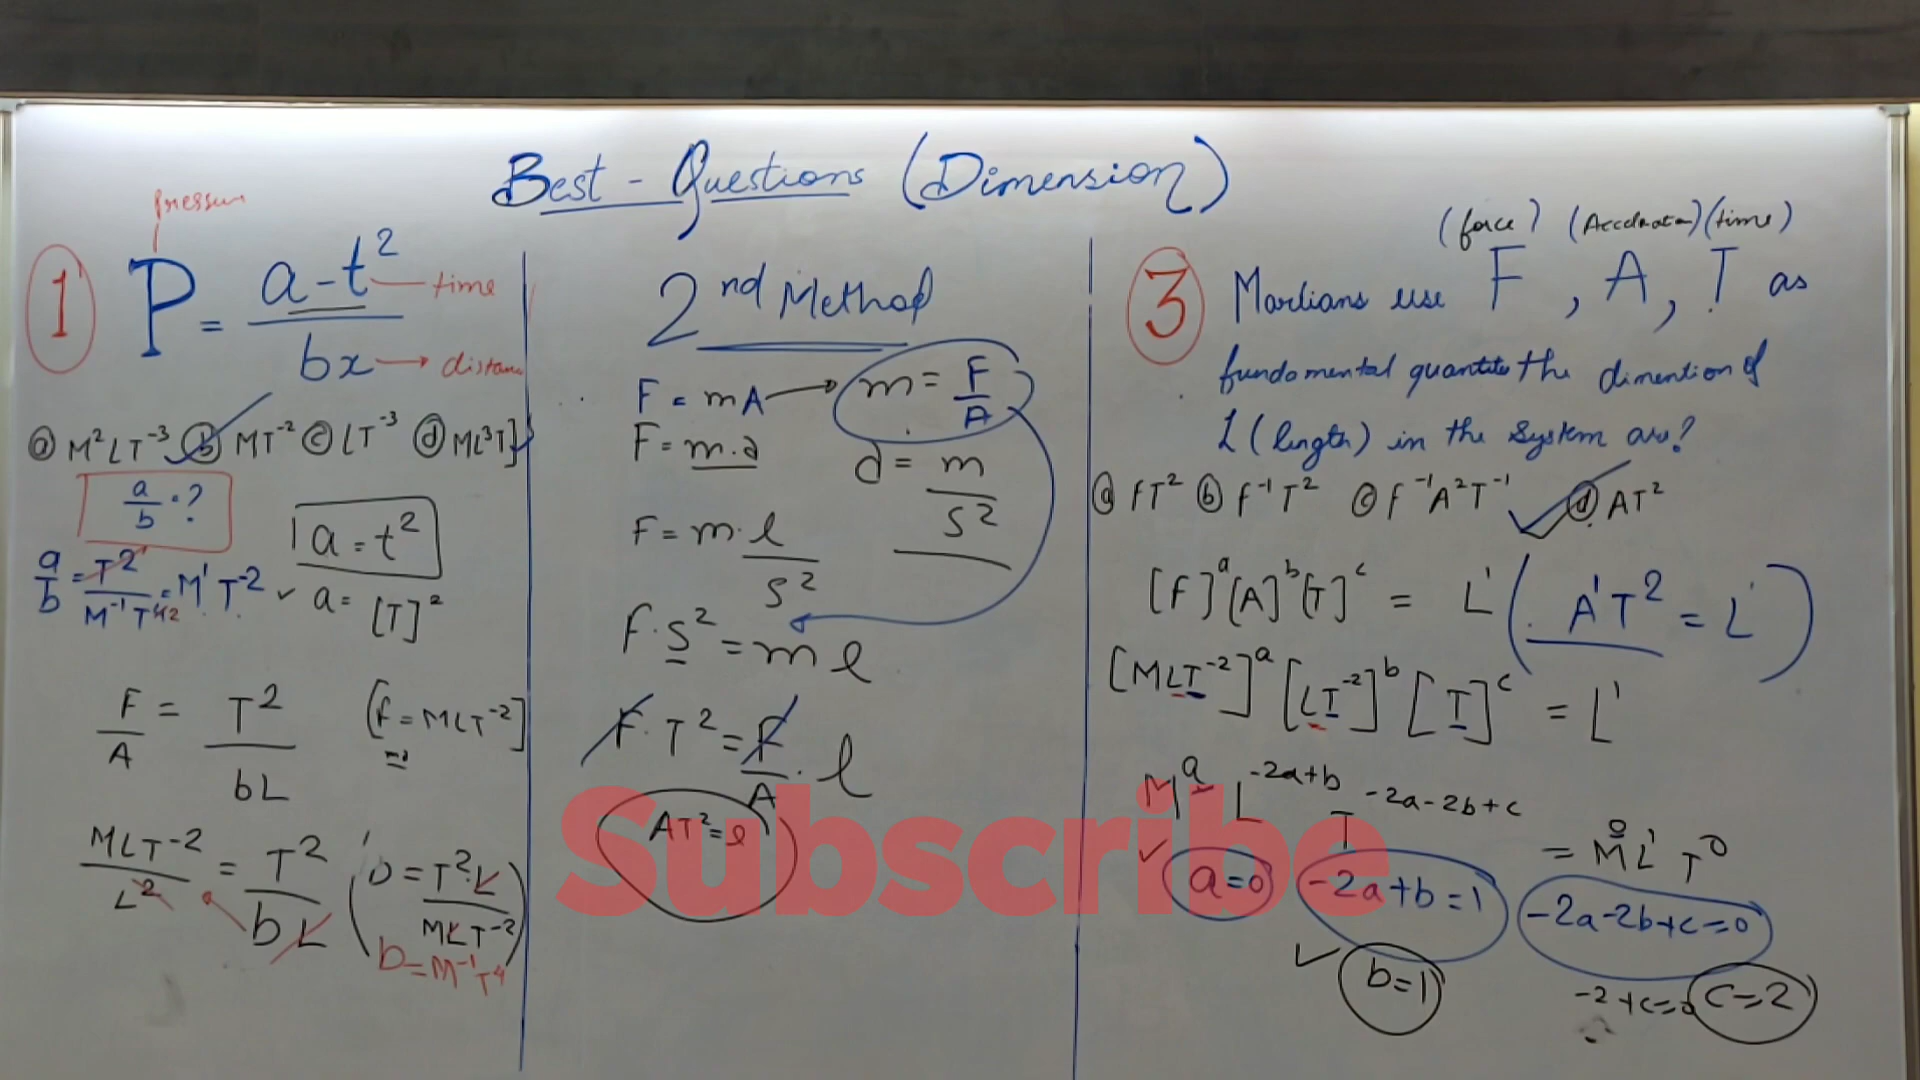 Best - Questions (Dimension)
pressure
1
P = a - t² / bx
time
distan
ⓐ M²LT⁻³ ⓑ MT⁻² ⓒ LT⁻³ ⓓ ML³T]
a/b = ?
a = t²
a/b = T²/M⁻¹T⁴ = M¹T⁻²
a = [T]²
F/A = T²/bL
[F = MLT⁻²]
MLT⁻²/L² = T²/bL
b = T²·L/MLT⁻²
b = M⁻¹T⁴
2nd Method
F = mA → m = F/A
F = m.a
a = m/s²
F = m·l/s²
F·s² = ml
F·T² = F/A · l
AT² = l
(force) (Acceleration) (time)
3
Martians use F, A, T as
fundamental quantites the dimention of
L (length) in the system are?
ⓐ FT² ⓑ F⁻¹T² ⓒ F⁻¹A²T⁻¹ ⓓ AT²
[F]ᵃ[A]ᵇ[T]ᶜ = L¹
(A¹T² = L¹)
[MLT⁻²]ᵃ [LT⁻²]ᵇ [T]ᶜ = L¹
Mᵃ L⁻²ᵃ⁺ᵇ T⁻²ᵃ⁻²ᵇ⁺ᶜ
= M⁰L¹T⁰
a=0
-2a+b=1
-2a-2b+c=0
b=1
-2+c=0
c=2
Subscribe